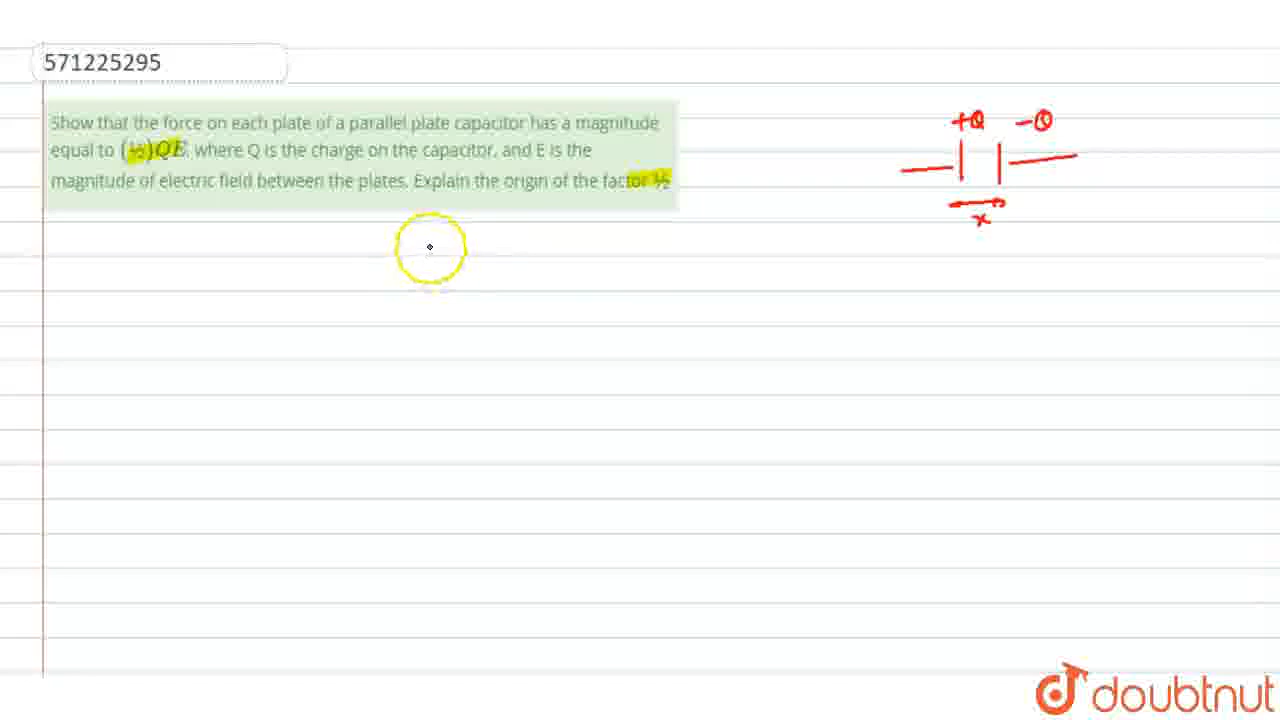 571225295
Show that the force on each plate of a parallel plate capacitor has a magnitude
equal to (½)QE. where Q is the charge on the capacitor, and E is the
magnitude of electric field between the plates. Explain the origin of the factor ½
+Q -Q
x
doubtnut